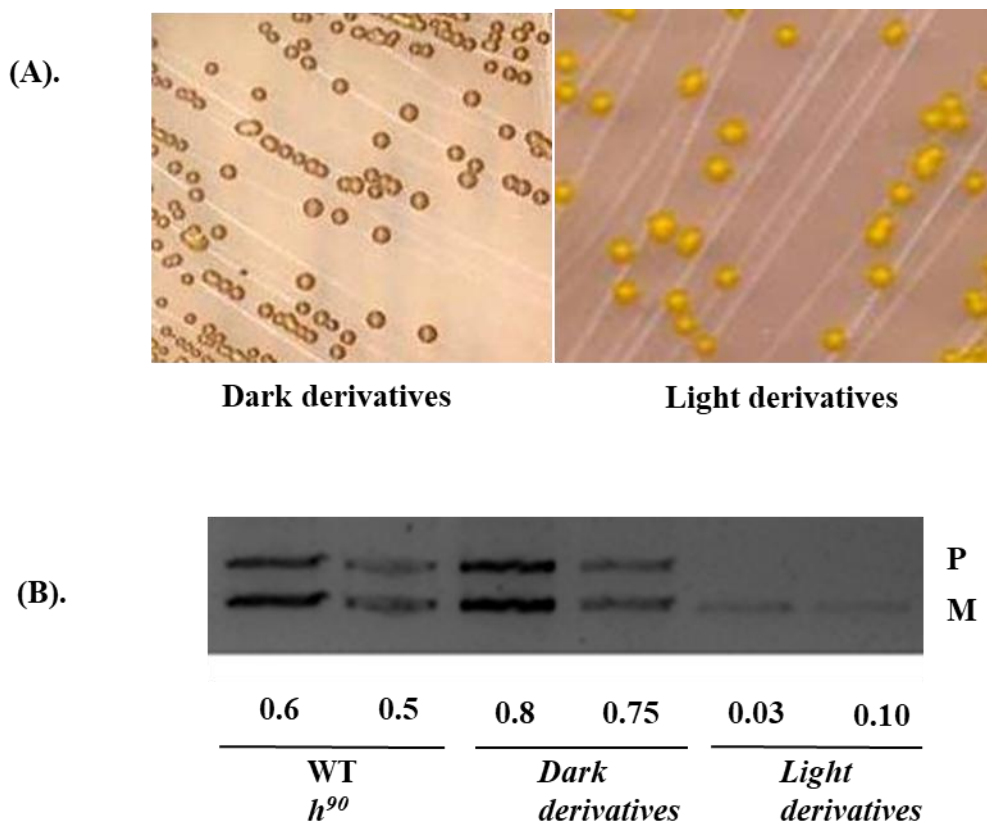 (A).
Dark derivatives
Light derivatives
(B).
P
M
0.6 0.5 0.8 0.75 0.03 0.10
WT
h⁹⁰
Dark
derivatives
Light
derivatives